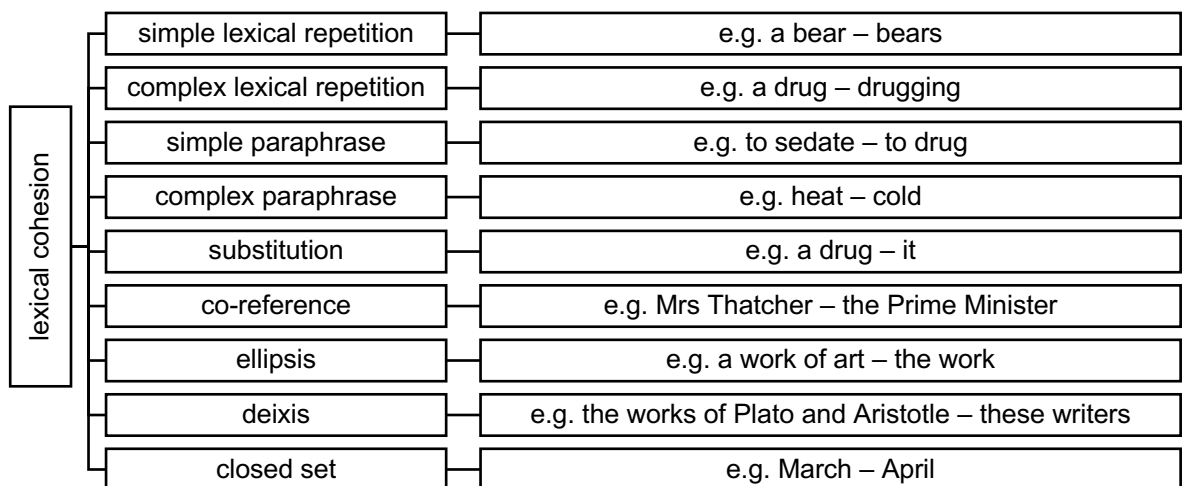 lexical cohesion
simple lexical repetition
e.g. a bear – bears
complex lexical repetition
e.g. a drug – drugging
simple paraphrase
e.g. to sedate – to drug
complex paraphrase
e.g. heat – cold
substitution
e.g. a drug – it
co-reference
e.g. Mrs Thatcher – the Prime Minister
ellipsis
e.g. a work of art – the work
deixis
e.g. the works of Plato and Aristotle – these writers
closed set
e.g. March – April